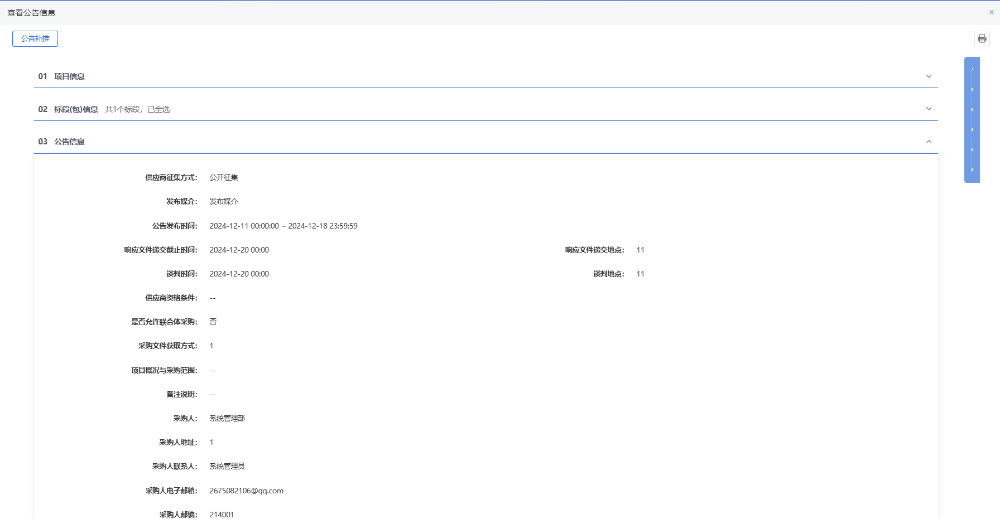 查看公告信息
公告补推
01 项目信息
02 标段(包)信息 共1个标段，已全选
03 公告信息
供应商征集方式： 公开征集
发布媒介： 发布媒介
公告发布时间： 2024-12-11 00:00:00 ~ 2024-12-18 23:59:59
响应文件递交截止时间： 2024-12-20 00:00 响应文件递交地点： 11
谈判时间： 2024-12-20 00:00 谈判地点： 11
供应商资格条件： --
是否允许联合体采购： 否
采购文件获取方式： 1
项目概况与采购范围： --
备注说明： --
采购人： 系统管理部
采购人地址： 1
采购人联系人： 系统管理员
采购人电子邮箱： 2675082106@qq.com
采购人邮编： 214001